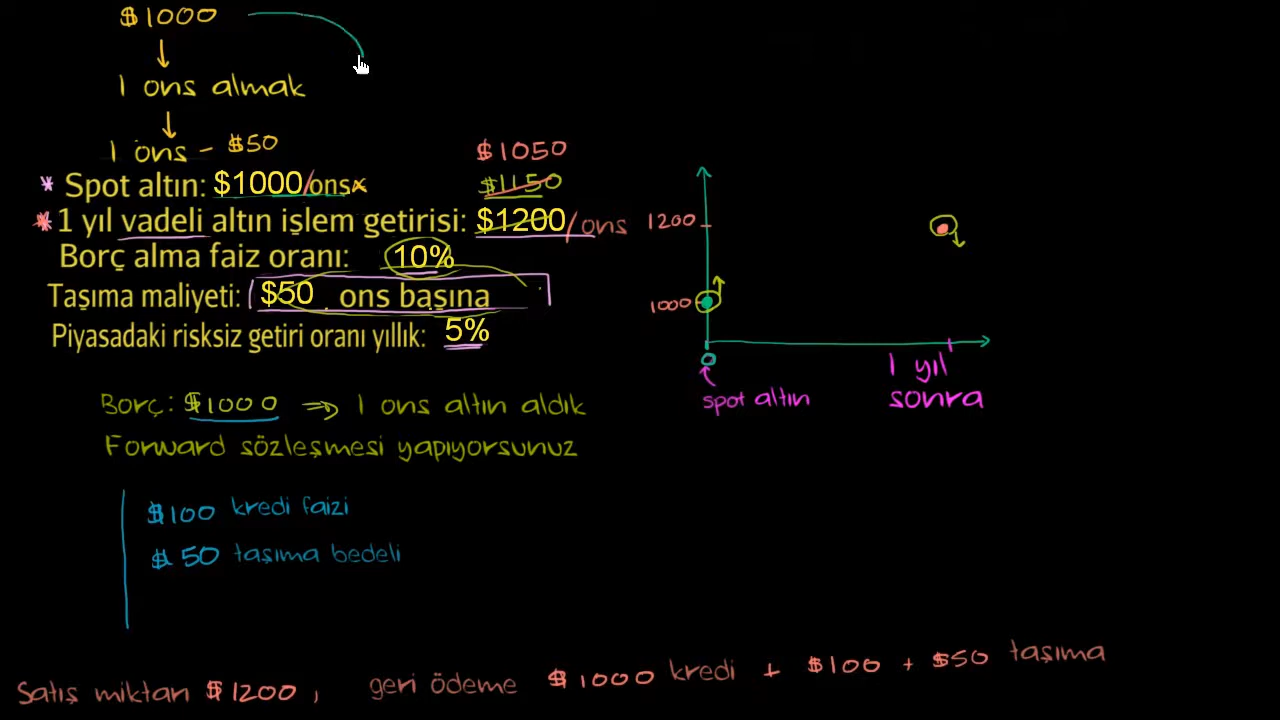 $1000
1 ons almak
1 ons - $50
$1050
* Spot altın: $1000/ons
$1150
* 1 yıl vadeli altın işlem getirisi: $1200/ons
Borç alma faiz oranı: 10%
Taşıma maliyeti: $50 ons başına
Piyasadaki risksiz getiri oranı yıllık: 5%
1200
1000
0
1 yıl
sonra
spot altın
Borç: $1000 => 1 ons altın aldık
Forward sözleşmesi yapıyorsunuz
$100 kredi faizi
$50 taşıma bedeli
Satış miktarı $1200, geri ödeme $1000 kredi + $100 + $50 taşıma